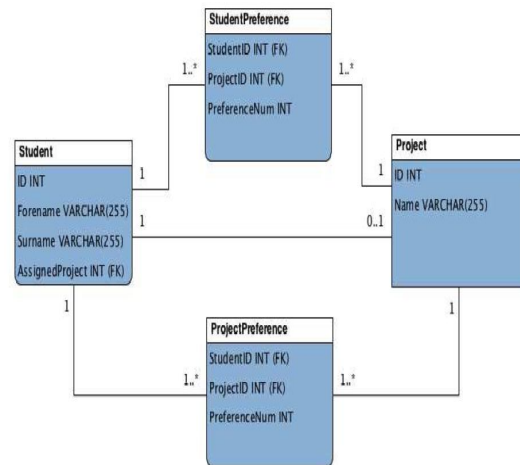 StudentPreference
StudentID INT (FK)
ProjectID INT (FK)
PreferenceNum INT
1..*
1..*
Student
ID INT
Forename VARCHAR(255)
Surname VARCHAR(255)
AssignedProject INT (FK)
1
1
1
Project
ID INT
Name VARCHAR(255)
1
0..1
1
ProjectPreference
StudentID INT (FK)
ProjectID INT (FK)
PreferenceNum INT
1..*
1..*